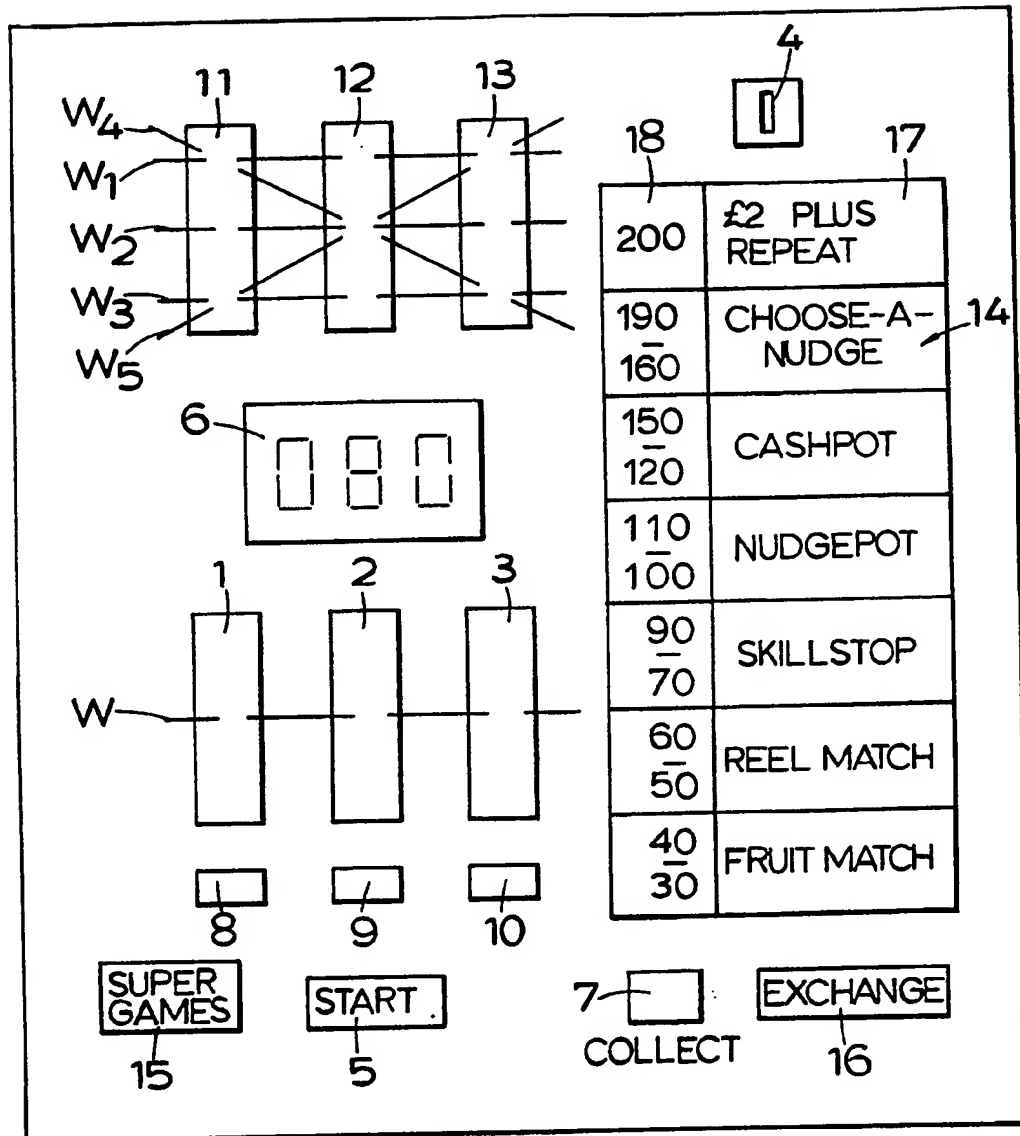 4
11 12 13
W4
W1
W2
W3
W5
18 17
200 £2 PLUS
REPEAT
190
–
160
CHOOSE-A-
NUDGE
14
150
–
120
CASHPOT
6
080
110
–
100
NUDGEPOT
1 2 3
90
–
70
SKILLSTOP
W
60
–
50
REEL MATCH
40
–
30
FRUIT MATCH
8 9 10
SUPER
GAMES
START
7
EXCHANGE
COLLECT
15 5 16